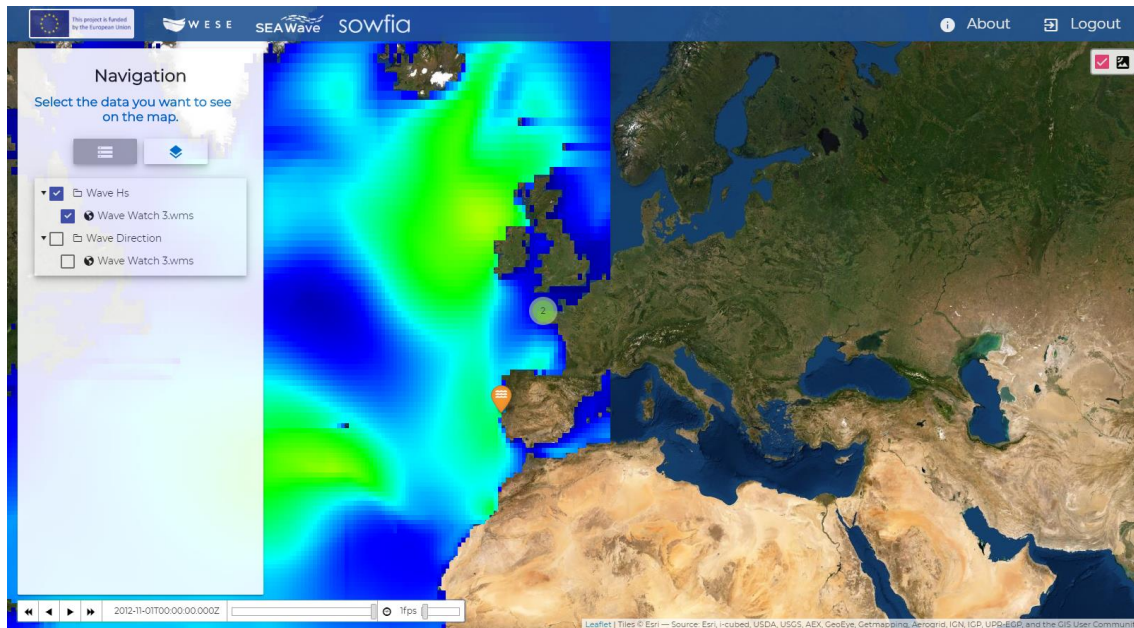 This project is funded
by the European Union
WESE
SEAWave
sowfia
About
Logout
Navigation
Select the data you want to see
on the map.
Wave Hs
Wave Watch 3.wms
Wave Direction
Wave Watch 3.wms
2
2012-11-01T00:00:00.000Z
1fps
Leaflet | Tiles © Esri — Source: Esri, i-cubed, USDA, USGS, AEX, GeoEye, Getmapping, Aerogrid, IGN, IGP, UPR-EGP, and the GIS User Communit